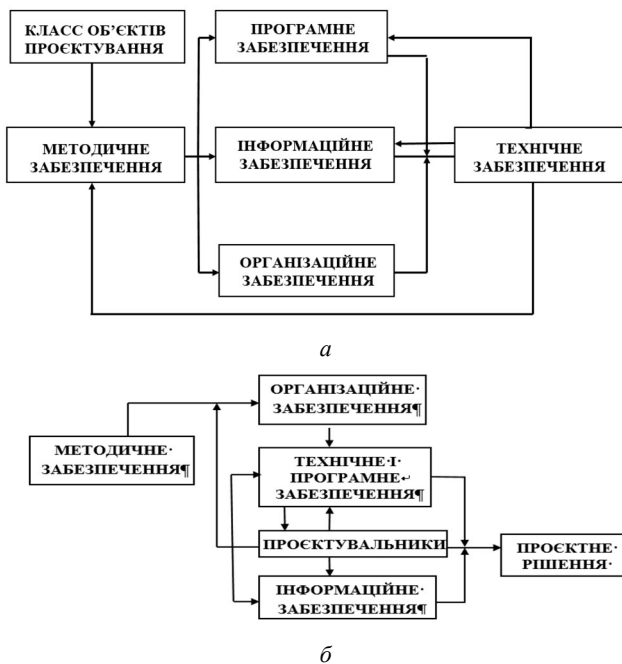 КЛАСС ОБ’ЄКТІВ
ПРОЄКТУВАННЯ
ПРОГРАМНЕ
ЗАБЕЗПЕЧЕННЯ
МЕТОДИЧНЕ
ЗАБЕЗПЕЧЕННЯ
ІНФОРМАЦІЙНЕ
ЗАБЕЗПЕЧЕННЯ
ТЕХНІЧНЕ
ЗАБЕЗПЕЧЕННЯ
ОРГАНІЗАЦІЙНЕ
ЗАБЕЗПЕЧЕННЯ
а
ОРГАНІЗАЦІЙНЕ·
ЗАБЕЗПЕЧЕННЯ¶
МЕТОДИЧНЕ·
ЗАБЕЗПЕЧЕННЯ¶
ТЕХНІЧНЕ·І·
ПРОГРАМНЕ↵
ЗАБЕЗПЕЧЕННЯ¶
ПРОЄКТУВАЛЬНИКИ
ПРОЄКТНЕ·
РІШЕННЯ·
ІНФОРМАЦІЙНЕ·
ЗАБЕЗПЕЧЕННЯ¶
б